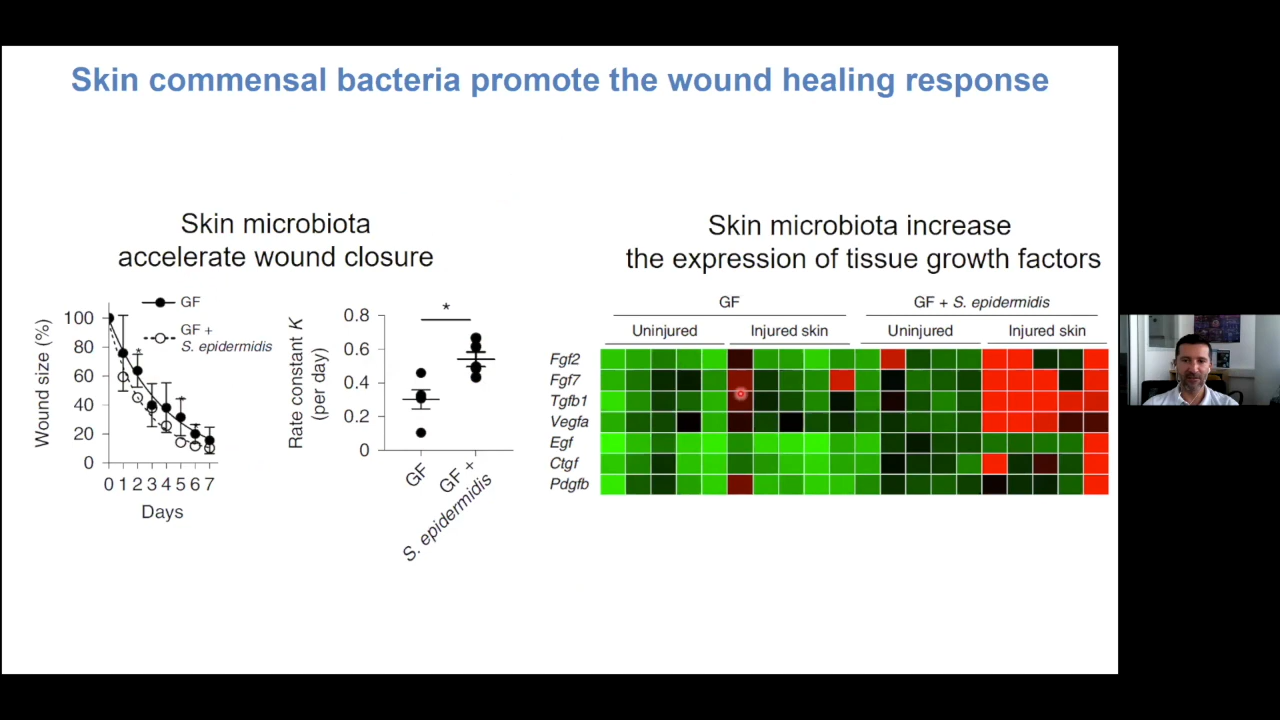 Skin commensal bacteria promote the wound healing response
Skin microbiota
accelerate wound closure
GF
GF +
S. epidermidis
Wound size (%)
100
80
60
40
20
0
*
*
*
0 1 2 3 4 5 6 7
Days
Rate constant K
(per day)
0.8
0.6
0.4
0.2
0
*
GF
GF +
S. epidermidis
Skin microbiota increase
the expression of tissue growth factors
GF
GF + S. epidermidis
Uninjured
Injured skin
Uninjured
Injured skin
Fgf2
Fgf7
Tgfb1
Vegfa
Egf
Ctgf
Pdgfb